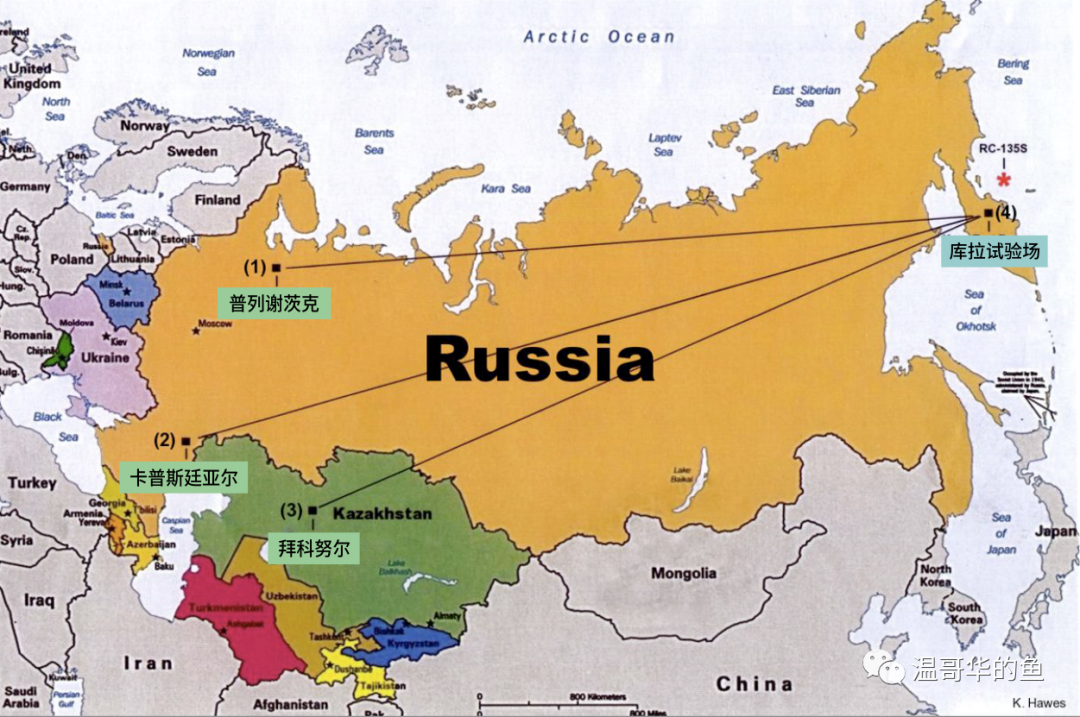 Arctic Ocean
Norwegian
Sea
Bering
Sea
United
Kingdom
North
Sea
East Siberian
Sea
Barents
Sea
Laptev
Sea
Norway
Sweden
RC-135S
*
Kara Sea
Den.
Neth.
Germany
Finland
Baltic Sea
(4)
库拉试验场
Latvia
Estonia
Russia
Lithuania
Cz.
Rep.
Poland
Slov.
Hung.
(1)
普列谢茨克
Minsk
Belarus
Sea
of
Okhotsk
Moldova
Moscow
Romania
Kiev
Chişinău
Ukraine
Bulg.
Russia
Occupied by the
Soviet Union in 1945,
administered by Russia,
claimed by Japan.
Black
Sea
(2)
卡普斯廷亚尔
Lake
Baikal
Turkey
Georgia
T'bilisi
Armenia
Yerevan
Caspian
Sea
(3)
Kazakhstan
拜科努尔
Syria
Azerbaijan
Baku
Sea
of
Japan
Japan
Lake
Balkhash
Mongolia
North
Korea
Iraq
Uzbekistan
Turkmenistan
Ashgabat
Almaty
Bishkek
Kyrgyzstan
Tashkent
South
Korea
Iran
Dushanbe
Tajikistan
Kuwait
Persian
Gulf
Saudi
Arabia
Afghanistan
Pak.
China
0
800 Kilometers
0
800 Miles
温哥华的鱼
K. Hawes